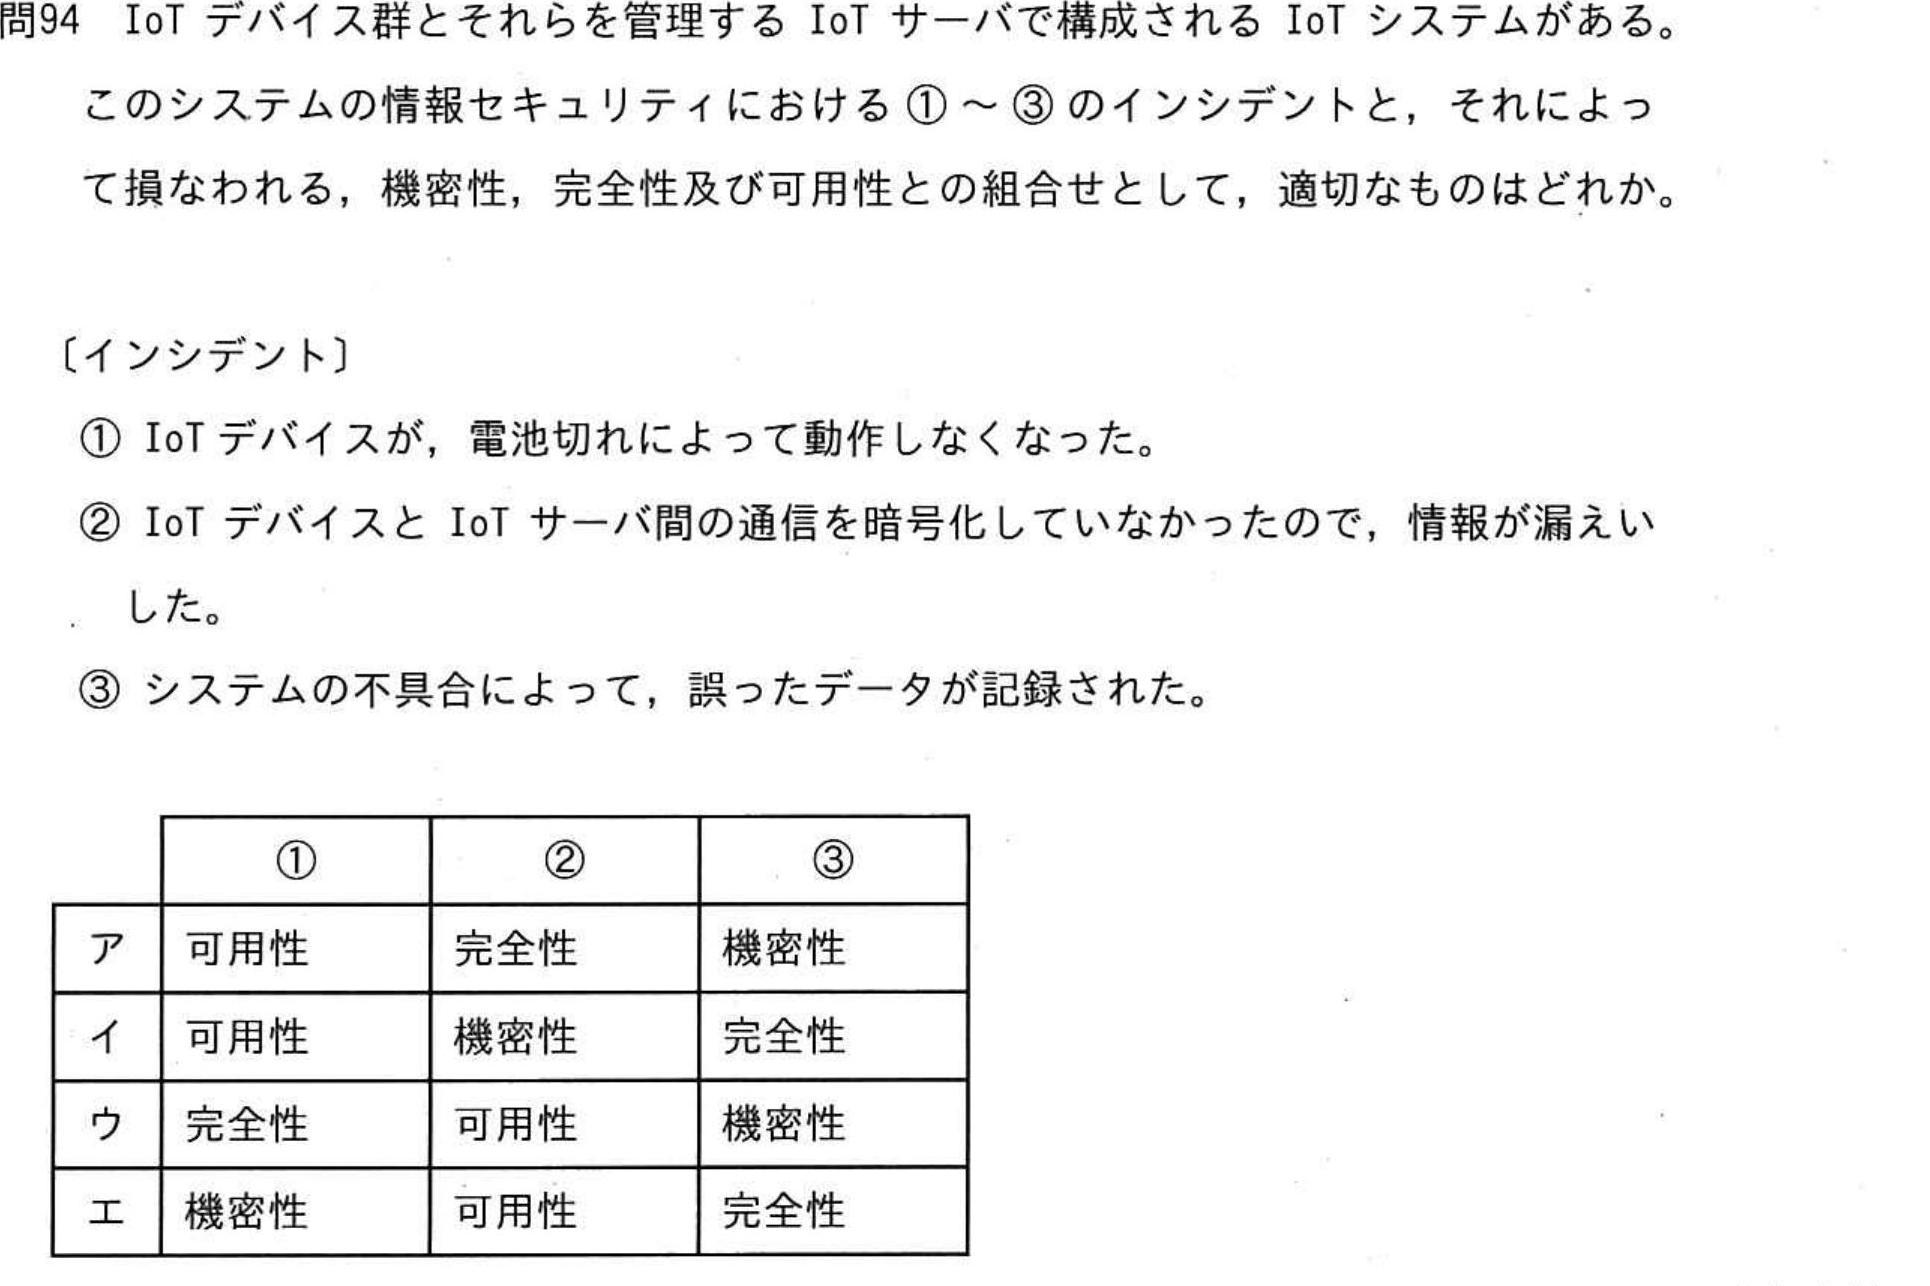 問94 IoT デバイス群とそれらを管理する IoT サーバで構成される IoT システムがある。
このシステムの情報セキュリティにおける ① ～ ③ のインシデントと，それによっ
て損なわれる，機密性，完全性及び可用性との組合せとして，適切なものはどれか。
〔インシデント〕
① IoT デバイスが，電池切れによって動作しなくなった。
② IoT デバイスと IoT サーバ間の通信を暗号化していなかったので，情報が漏えい
した。
③ システムの不具合によって，誤ったデータが記録された。
① ② ③
ア 可用性 完全性 機密性
イ 可用性 機密性 完全性
ウ 完全性 可用性 機密性
エ 機密性 可用性 完全性